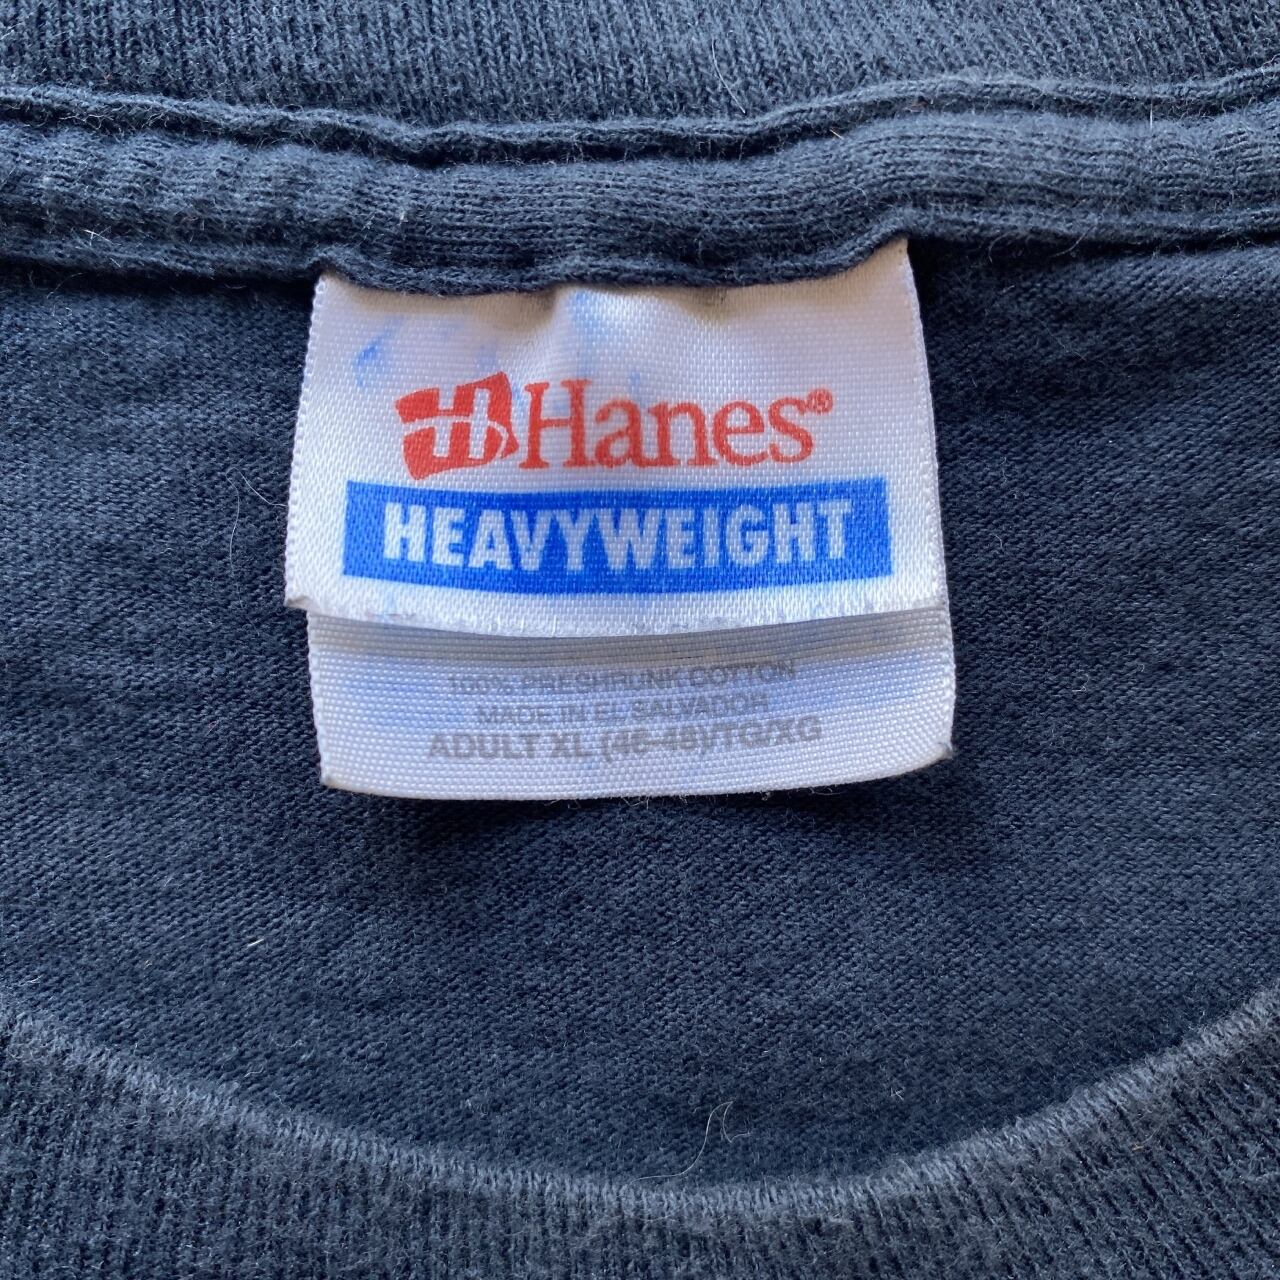 Hanes®
HEAVYWEIGHT
100% PRESHRUNK COTTON
MADE IN EL SALVADOR
ADULT XL (46-48)/TG/XG